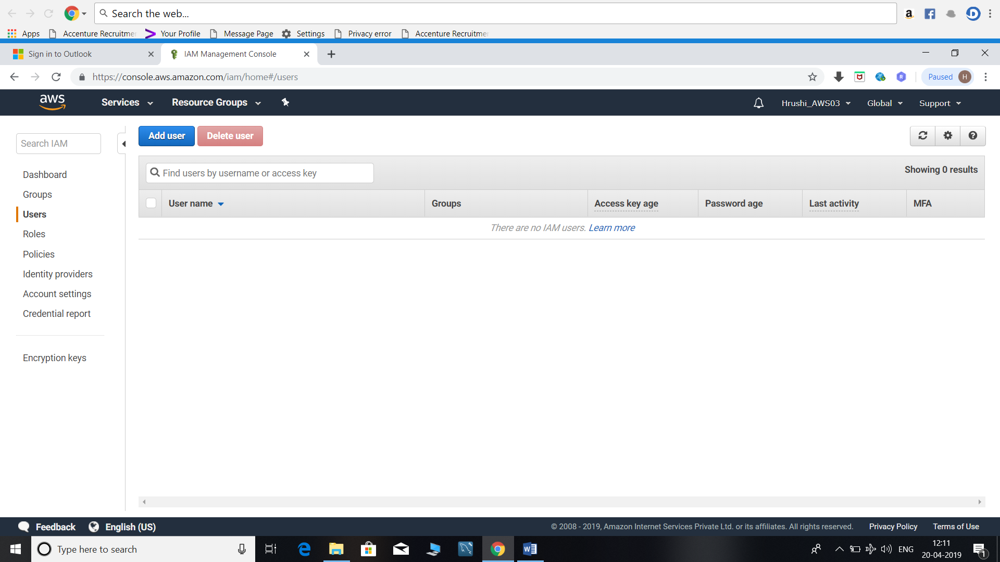 Search the web...
Apps Accenture Recruitme Your Profile Message Page Settings Privacy error Accenture Recruitme
Sign in to Outlook IAM Management Console
https://console.aws.amazon.com/iam/home#/users Paused H
aws Services Resource Groups Hrushi_AWS03 Global Support
Add user Delete user
Search IAM
Find users by username or access key Showing 0 results
Dashboard
Groups
Users
Roles
Policies
Identity providers
Account settings
Credential report
Encryption keys
User name Groups Access key age Password age Last activity MFA
There are no IAM users. Learn more
Feedback English (US) © 2008 - 2019, Amazon Internet Services Private Ltd. or its affiliates. All rights reserved. Privacy Policy Terms of Use
Type here to search ENG 12:11
20-04-2019 1